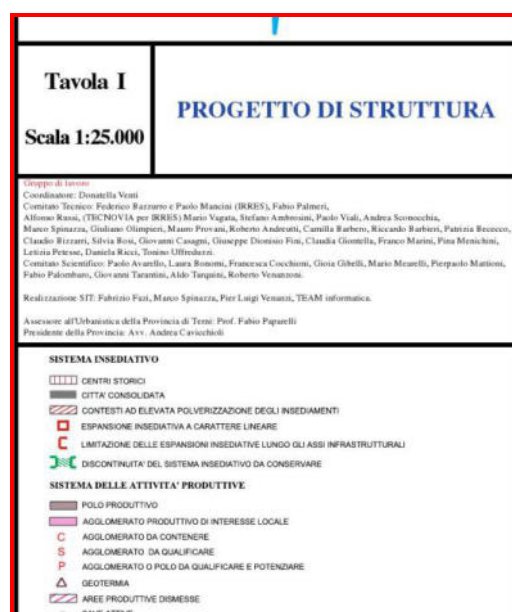 Tavola I
Scala 1:25.000
PROGETTO DI STRUTTURA
Gruppo di lavoro
Coordinatore: Donatella Venti
Comitato Tecnico: Federico Bazzurro e Paolo Mancini (IRRES), Fabio Palmeri,
Alfonso Russi, (TECNOVIA per IRRES) Mario Vagata, Stefano Ambrosini, Paolo Viali, Andrea Sconocchia,
Marco Spinazza, Giuliano Olimpieri, Mauro Provani, Roberto Andreutti, Camilla Barbero, Riccardo Barbieri, Patrizia Bececco,
Claudio Bizzarri, Silvia Bosi, Giovanni Casagni, Giuseppe Dionisio Fini, Claudia Giontella, Franco Marini, Pina Menichini,
Letizia Petesse, Daniela Ricci, Tonino Uffreduzzi.
Comitato Scientifico: Paolo Avarello, Laura Bonomi, Francesca Cocchioni, Gioia Gibelli, Mario Mearelli, Pierpaolo Mattioni,
Fabio Palombaro, Giovanni Tarantini, Aldo Tarquini, Roberto Venanzoni.
Realizzazione SIT: Fabrizio Fazi, Marco Spinazza, Pier Luigi Venanzi, TEAM informatica.
Assessore all'Urbanistica della Provincia di Terni: Prof. Fabio Paparelli
Presidente della Provincia: Avv. Andrea Cavicchioli
SISTEMA INSEDIATIVO
CENTRI STORICI
CITTA' CONSOLIDATA
CONTESTI AD ELEVATA POLVERIZZAZIONE DEGLI INSEDIAMENTI
ESPANSIONE INSEDIATIVA A CARATTERE LINEARE
LIMITAZIONE DELLE ESPANSIONI INSEDIATIVE LUNGO GLI ASSI INFRASTRUTTURALI
DISCONTINUITA' DEL SISTEMA INSEDIATIVO DA CONSERVARE
SISTEMA DELLE ATTIVITA' PRODUTTIVE
POLO PRODUTTIVO
AGGLOMERATO PRODUTTIVO DI INTERESSE LOCALE
C AGGLOMERATO DA CONTENERE
S AGGLOMERATO DA QUALIFICARE
P AGGLOMERATO O POLO DA QUALIFICARE E POTENZIARE
GEOTERMIA
AREE PRODUTTIVE DISMESSE